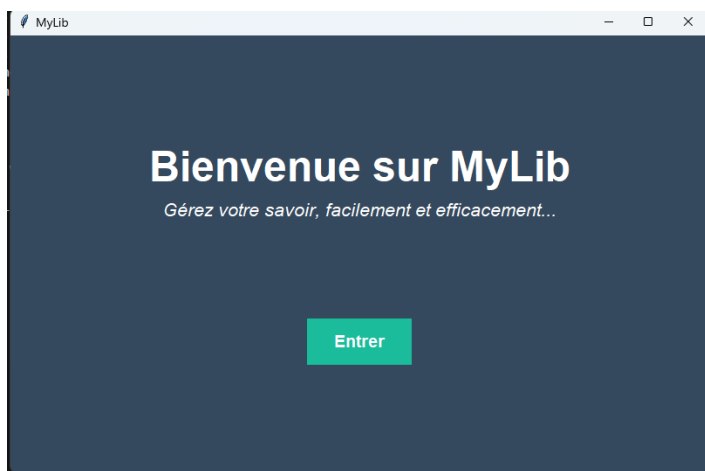 MyLib
Bienvenue sur MyLib
Gérez votre savoir, facilement et efficacement...
Entrer